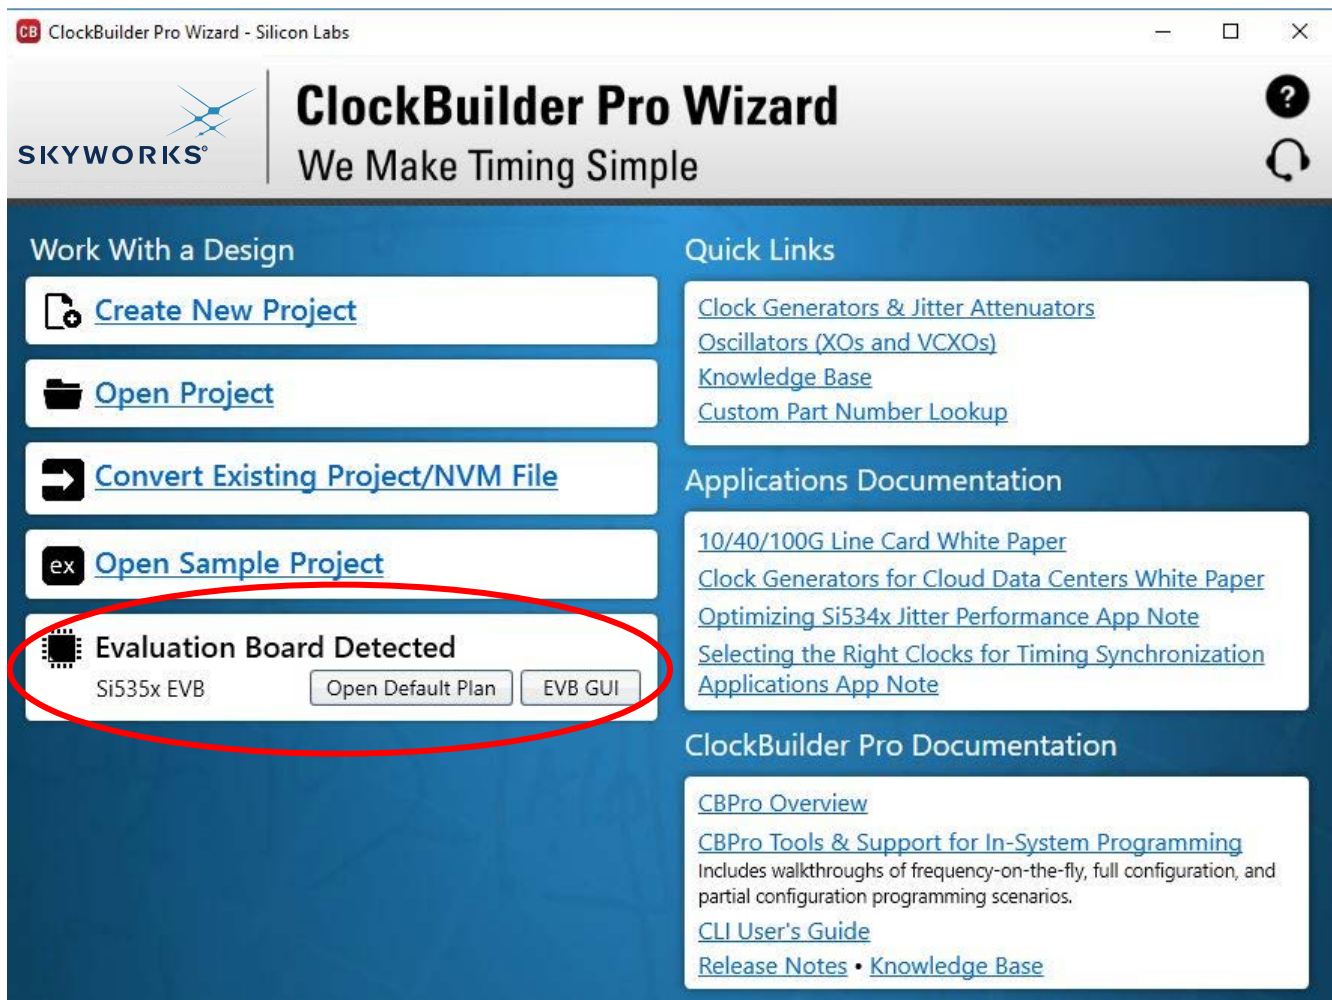 CB ClockBuilder Pro Wizard - Silicon Labs
SKYWORKS®
ClockBuilder Pro Wizard
We Make Timing Simple
?
Work With a Design
Create New Project
Open Project
Convert Existing Project/NVM File
ex Open Sample Project
Evaluation Board Detected
Si535x EVB Open Default Plan EVB GUI
Quick Links
Clock Generators & Jitter Attenuators
Oscillators (XOs and VCXOs)
Knowledge Base
Custom Part Number Lookup
Applications Documentation
10/40/100G Line Card White Paper
Clock Generators for Cloud Data Centers White Paper
Optimizing Si534x Jitter Performance App Note
Selecting the Right Clocks for Timing Synchronization
Applications App Note
ClockBuilder Pro Documentation
CBPro Overview
CBPro Tools & Support for In-System Programming
Includes walkthroughs of frequency-on-the-fly, full configuration, and
partial configuration programming scenarios.
CLI User's Guide
Release Notes • Knowledge Base